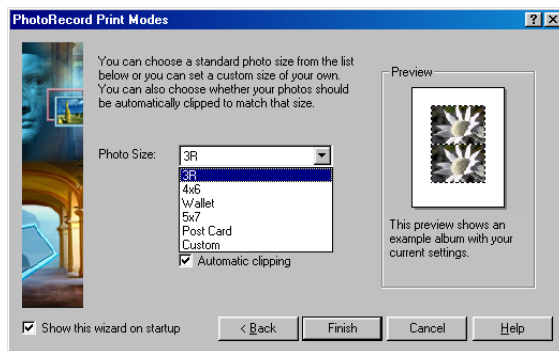 PhotoRecord Print Modes
You can choose a standard photo size from the list
below or you can set a custom size of your own.
You can also choose whether your photos should
be automatically clipped to match that size.
Photo Size:
3R
3R
4x6
Wallet
5x7
Post Card
Custom
Automatic clipping
Preview
This preview shows an
example album with your
current settings.
Show this wizard on startup
< Back
Finish
Cancel
Help